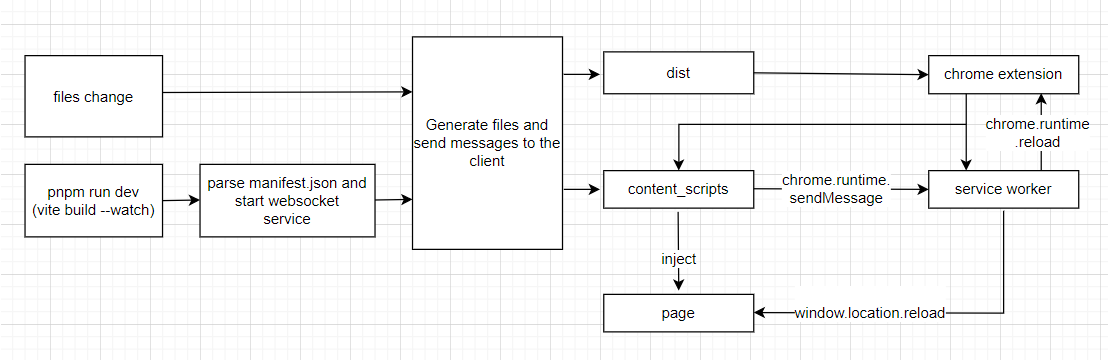 files change
pnpm run dev
(vite build --watch)
parse manifest.json and
start websocket
service
Generate files and
send messages to the
client
dist
chrome extension
chrome.runtime
.reload
content_scripts
chrome.runtime.
sendMessage
service worker
inject
page
window.location.reload